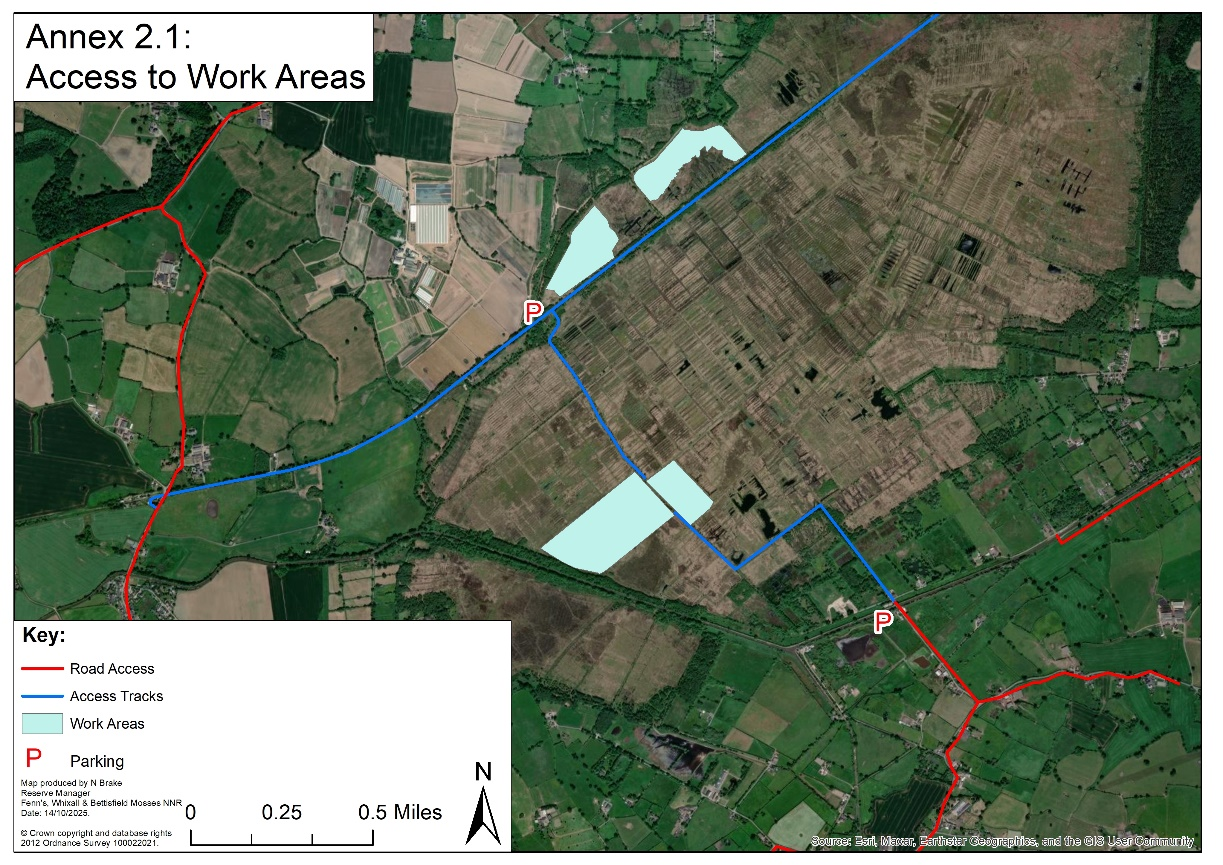 Annex 2.1:
Access to Work Areas
P
P
Key:
Road Access
Access Tracks
Work Areas
P Parking
Map produced by N Brake
Reserve Manager
Fenn's, Whixall & Bettisfield Mosses NNR
Date: 14/10/2025.
© Crown copyright and database rights
2012 Ordnance Survey 100022021.
0 0.25 0.5 Miles
N
Source: Esri, Maxar, Earthstar Geographics, and the GIS User Community